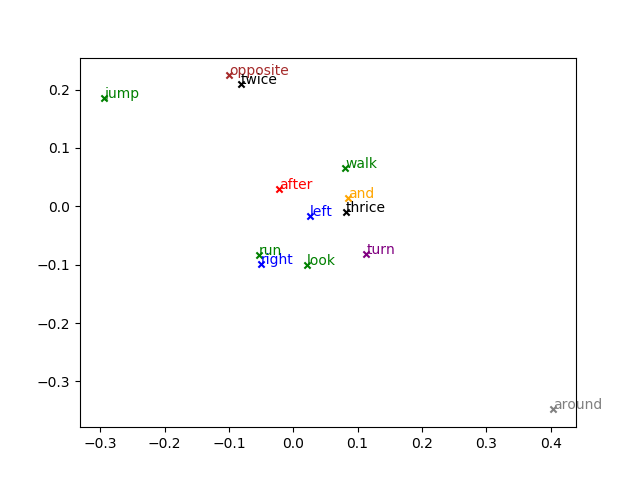 opposite
twice
jump
walk
after
and
thrice
left
run
right
look
turn
around
0.2
0.1
0.0
−0.1
−0.2
−0.3
−0.3 −0.2 −0.1 0.0 0.1 0.2 0.3 0.4